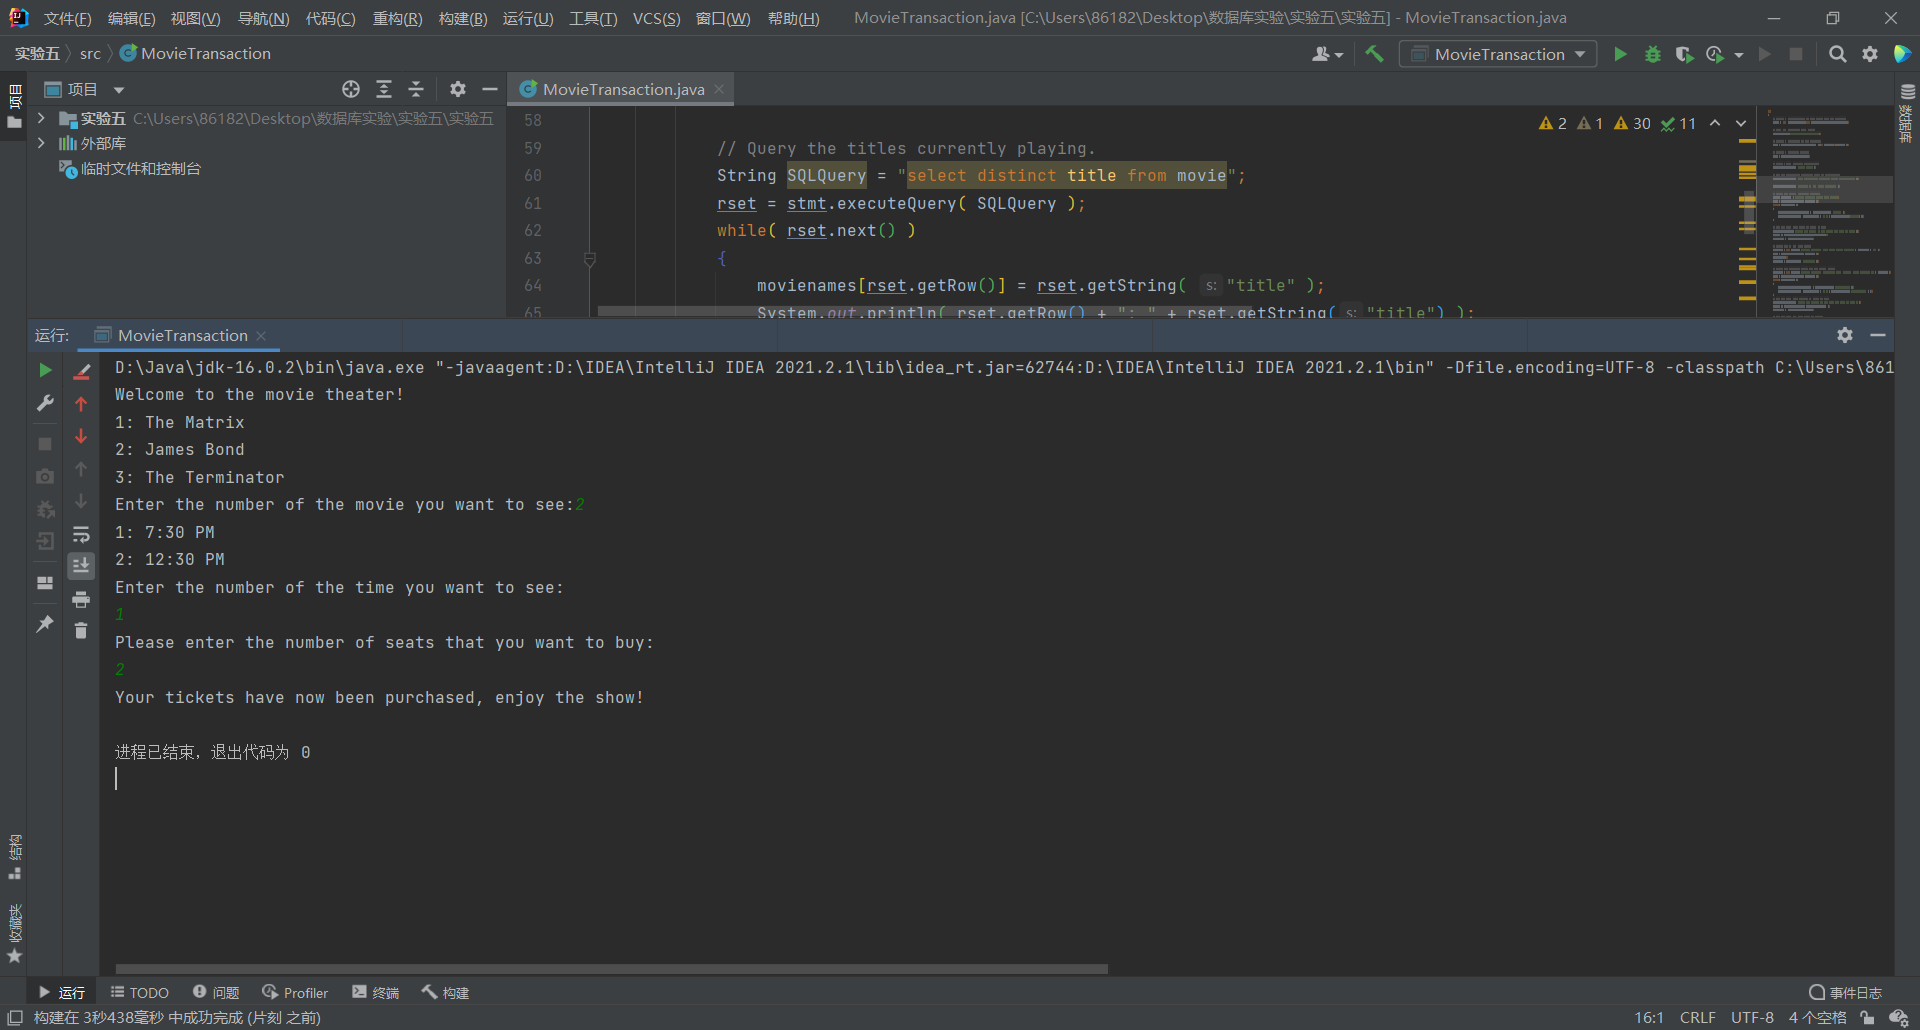 文件(F) 编辑(E) 视图(V) 导航(N) 代码(C) 重构(R) 构建(B) 运行(U) 工具(T) VCS(S) 窗口(W) 帮助(H) MovieTransaction.java [C:\Users\86182\Desktop\数据库实验\实验五\实验五] - MovieTransaction.java
实验五 src MovieTransaction
MovieTransaction
项目
项目
MovieTransaction.java
实验五 C:\Users\86182\Desktop\数据库实验\实验五\实验五
外部库
临时文件和控制台
数据库
2 1 30 11
58
59 // Query the titles currently playing.
60 String SQLQuery = "select distinct title from movie";
61 rset = stmt.executeQuery( SQLQuery );
62 while( rset.next() )
63 {
64 movienames[rset.getRow()] = rset.getString( s: "title" );
65 System.out.println( rset.getRow() + ": " + rset.getString( s: "title") );
运行: MovieTransaction
D:\Java\jdk-16.0.2\bin\java.exe "-javaagent:D:\IDEA\IntelliJ IDEA 2021.2.1\lib\idea_rt.jar=62744:D:\IDEA\IntelliJ IDEA 2021.2.1\bin" -Dfile.encoding=UTF-8 -classpath C:\Users\861
Welcome to the movie theater!
1: The Matrix
2: James Bond
3: The Terminator
Enter the number of the movie you want to see:2
1: 7:30 PM
2: 12:30 PM
Enter the number of the time you want to see:
1
Please enter the number of seats that you want to buy:
2
Your tickets have now been purchased, enjoy the show!
进程已结束，退出代码为 0
结构
收藏夹
运行 TODO 问题 Profiler 终端 构建 事件日志
构建在 3秒438毫秒 中成功完成 (片刻 之前) 16:1 CRLF UTF-8 4 个空格